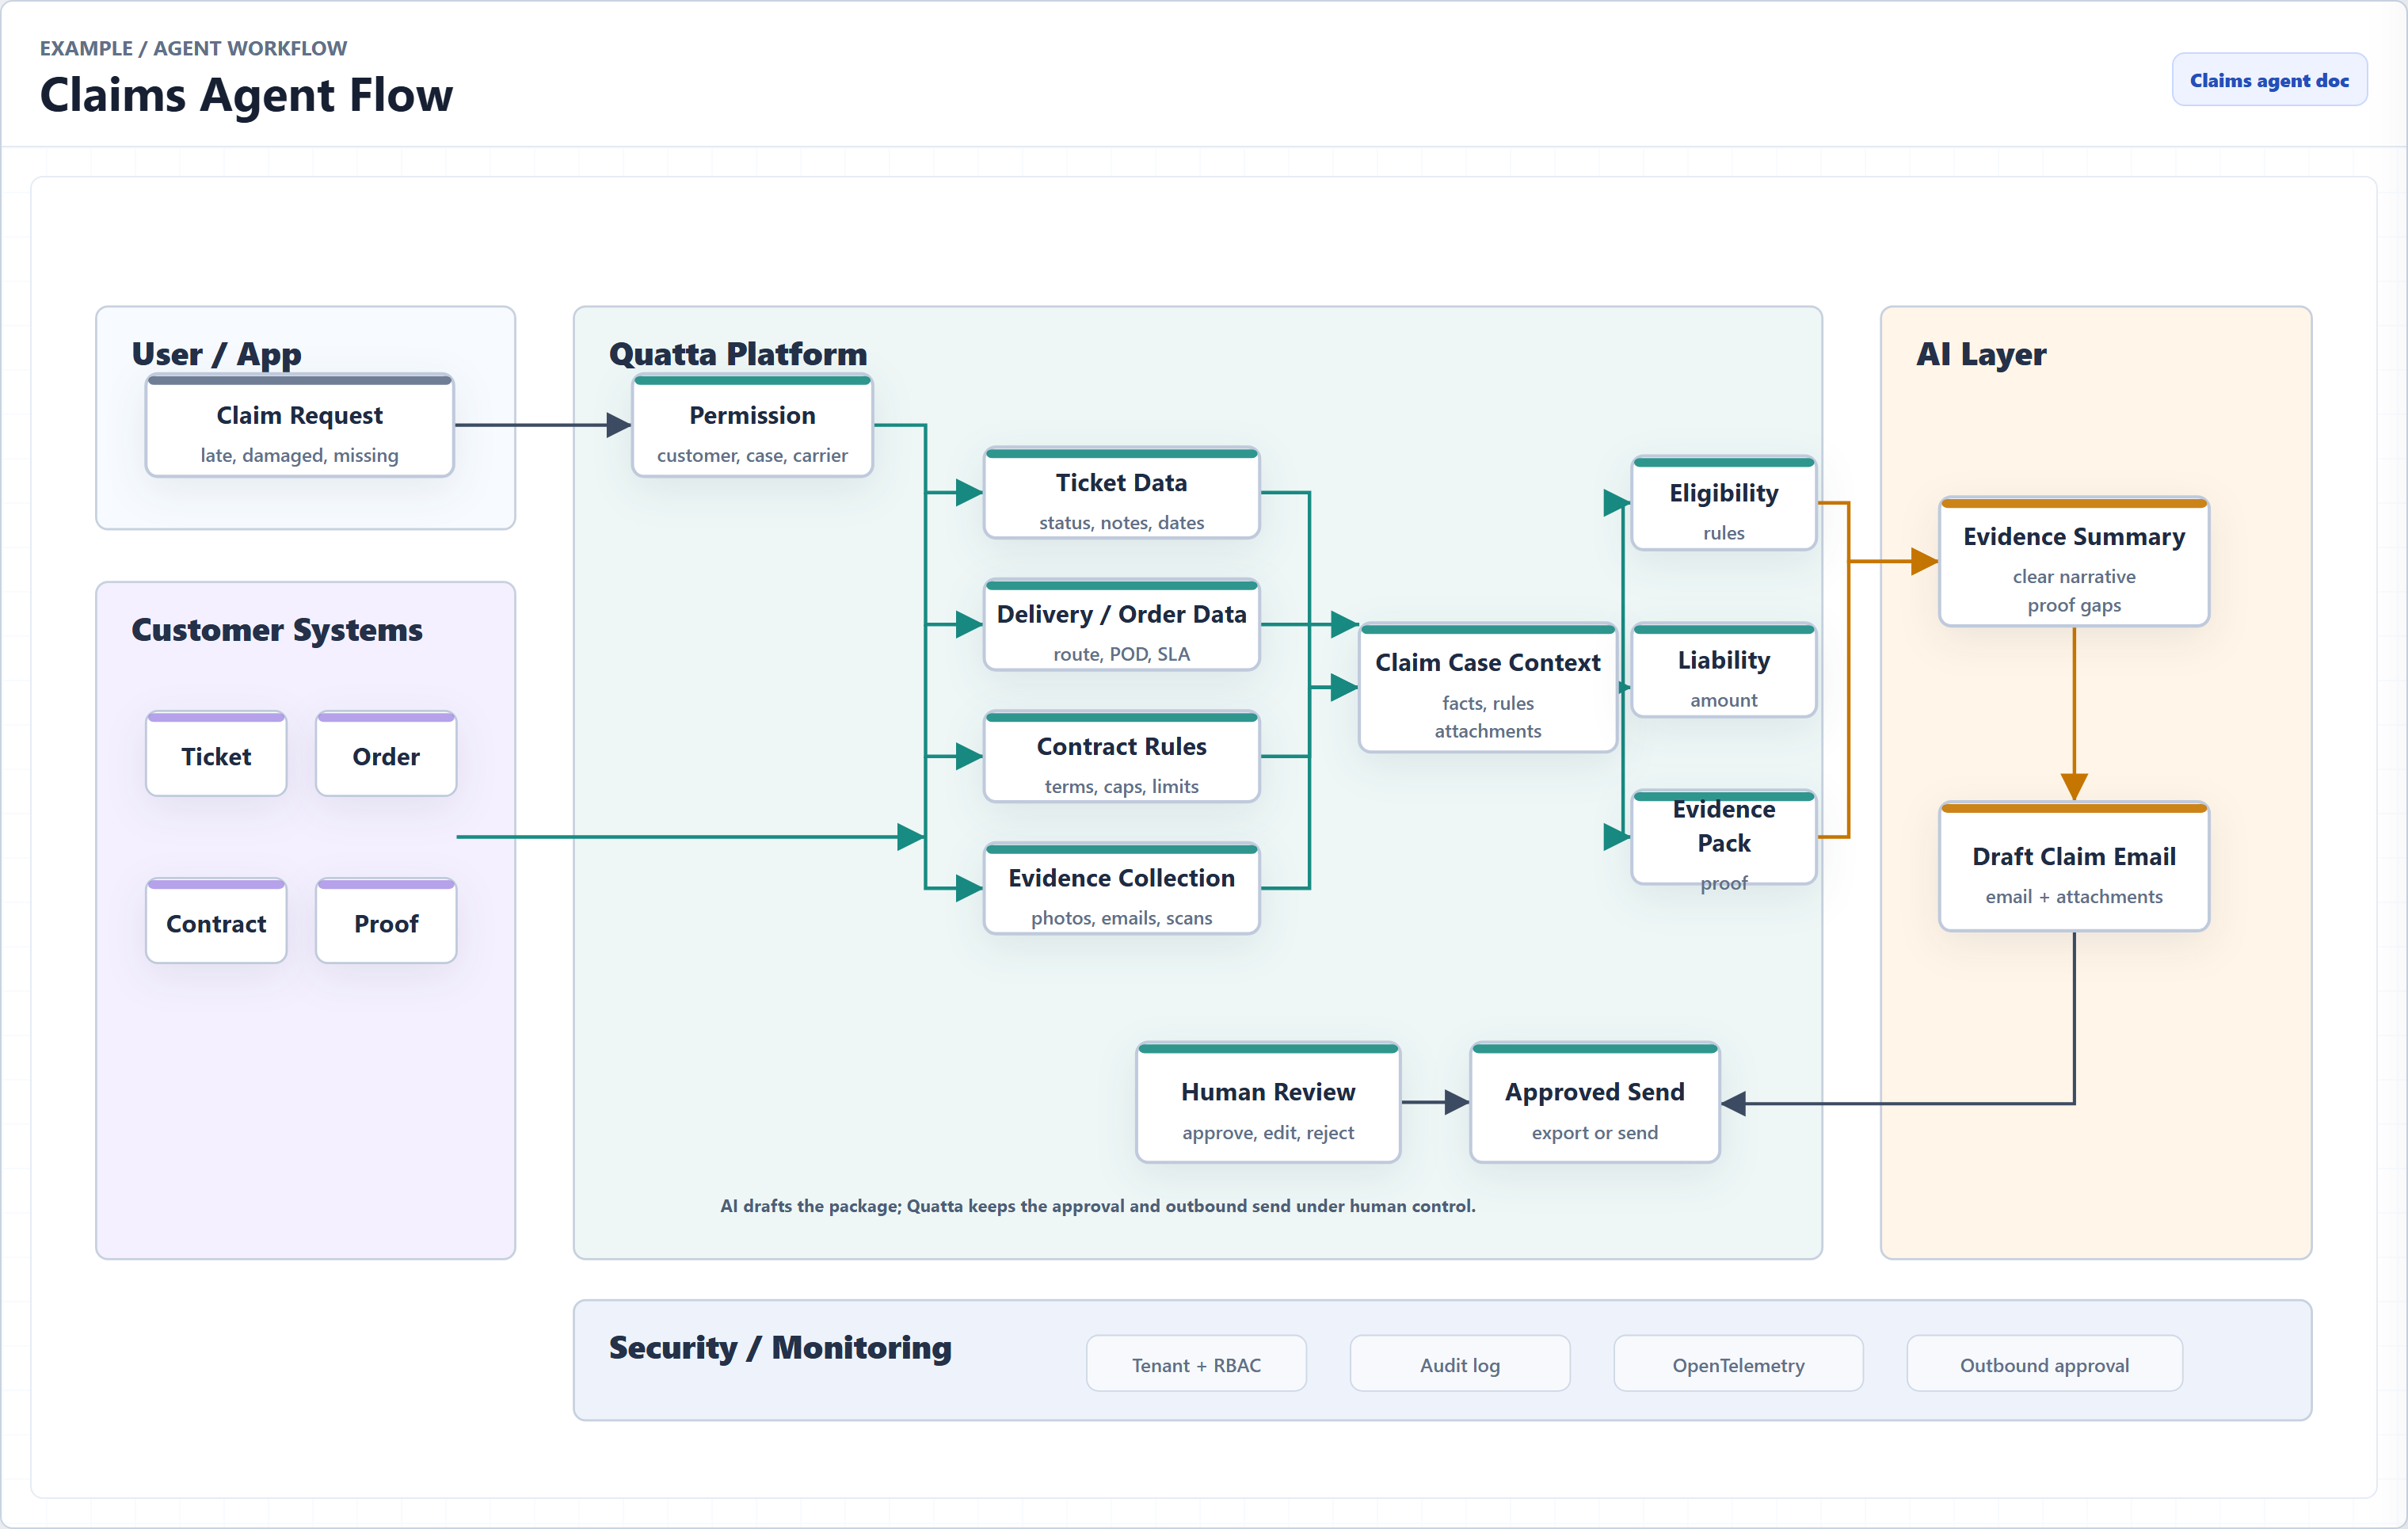 EXAMPLE / AGENT WORKFLOW
Claims Agent Flow
Claims agent doc
User / App
Claim Request
late, damaged, missing
Customer Systems
Ticket
Order
Contract
Proof
Quatta Platform
Permission
customer, case, carrier
Ticket Data
status, notes, dates
Delivery / Order Data
route, POD, SLA
Contract Rules
terms, caps, limits
Evidence Collection
photos, emails, scans
Claim Case Context
facts, rules
attachments
Eligibility
rules
Liability
amount
Evidence
Pack
proof
Human Review
approve, edit, reject
Approved Send
export or send
AI drafts the package; Quatta keeps the approval and outbound send under human control.
AI Layer
Evidence Summary
clear narrative
proof gaps
Draft Claim Email
email + attachments
Security / Monitoring
Tenant + RBAC
Audit log
OpenTelemetry
Outbound approval